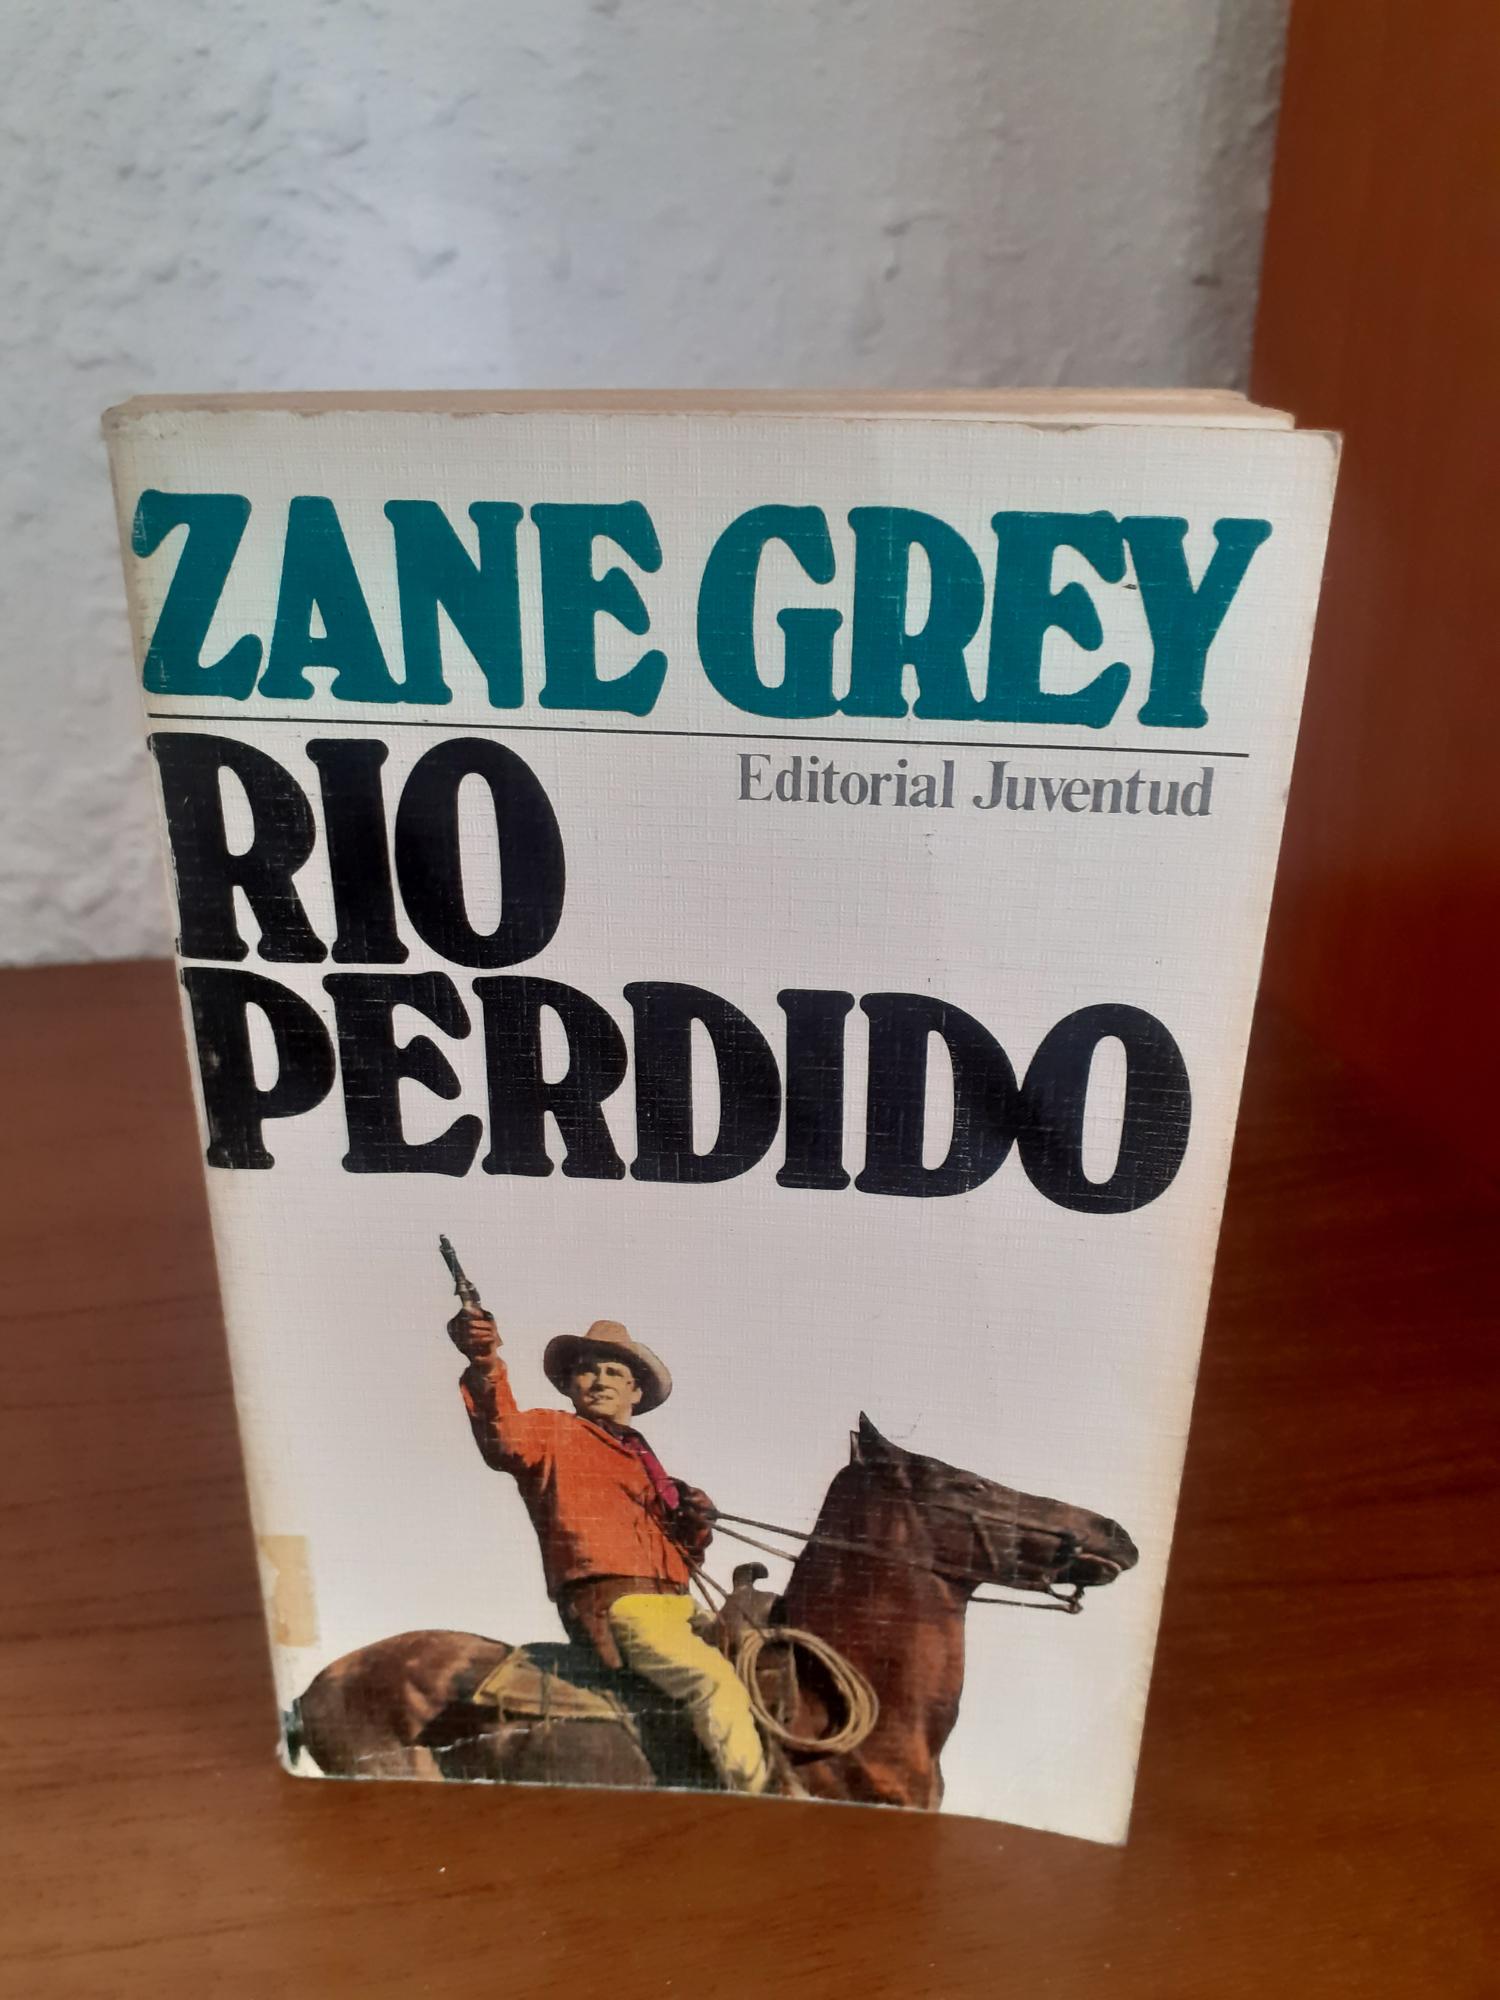 ZANE GREY
Editorial Juventud
RIO
PERDIDO